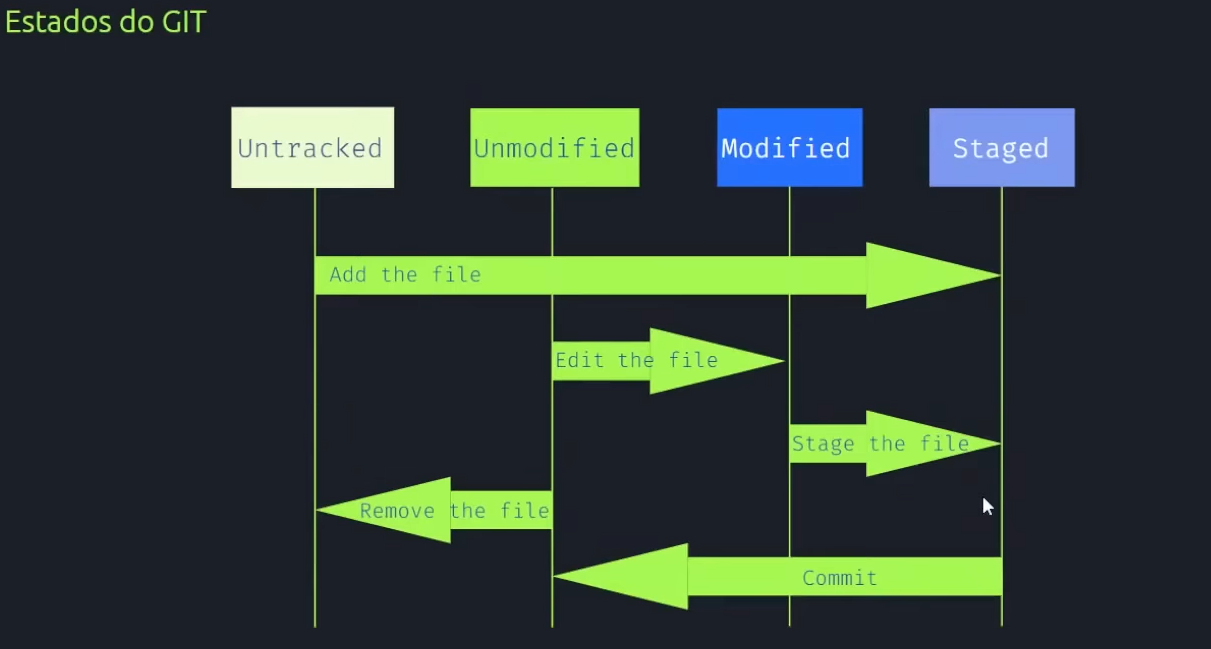 Estados do GIT
Untracked
Unmodified
Modified
Staged
Add the file
Edit the file
Stage the file
Remove the file
Commit